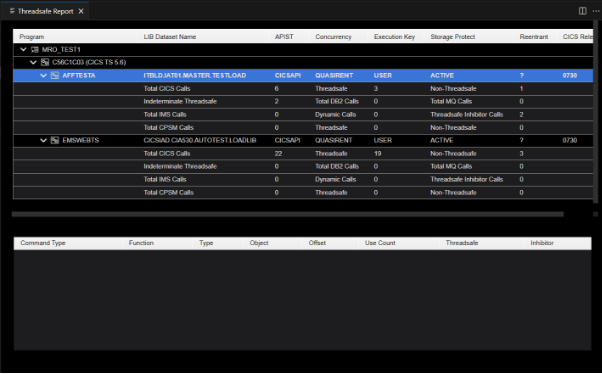 Threadsafe Report
Program LIB Dataset Name APIST Concurrency Execution Key Storage Protect Reentrant CICS Rele
MRO_TEST1
C56C1C03 (CICS TS 5.6)
AFFTESTA ITBLD.IAT01.MASTER.TESTLOAD CICSAPI QUASIRENT USER ACTIVE ? 0730
Total CICS Calls 6 Threadsafe 3 Non-Threadsafe 1
Indeterminate Threadsafe 2 Total DB2 Calls 0 Total MQ Calls 0
Total IMS Calls 0 Dynamic Calls 0 Threadsafe Inhibitor Calls 2
Total CPSM Calls 0 Threadsafe 0 Non-Threadsafe 0
EMSWEBTS CICSIAD.CIA530.AUTOTEST.LOADLIB CICSAPI QUASIRENT USER ACTIVE ? 0730
Total CICS Calls 22 Threadsafe 19 Non-Threadsafe 3
Indeterminate Threadsafe 0 Total DB2 Calls 0 Total MQ Calls 0
Total IMS Calls 0 Dynamic Calls 0 Threadsafe Inhibitor Calls 0
Total CPSM Calls 0 Threadsafe 0 Non-Threadsafe 0
Command Type Function Type Object Offset Use Count Threadsafe Inhibitor